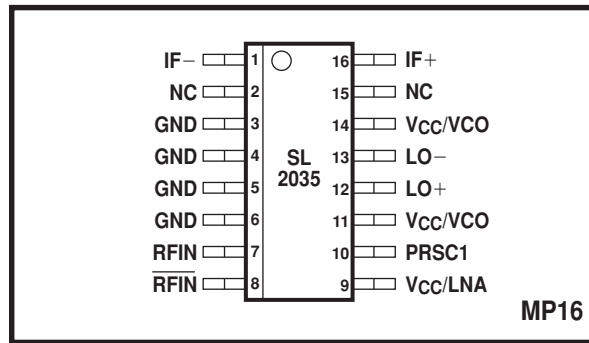 IF− 1 16 IF+
NC 2 15 NC
GND 3 14 VCC/VCO
GND 4 SL 13 LO−
GND 5 2035 12 LO+
GND 6 11 VCC/VCO
RFIN 7 10 PRSC1
R̅F̅I̅N̅ 8 9 VCC/LNA
MP16